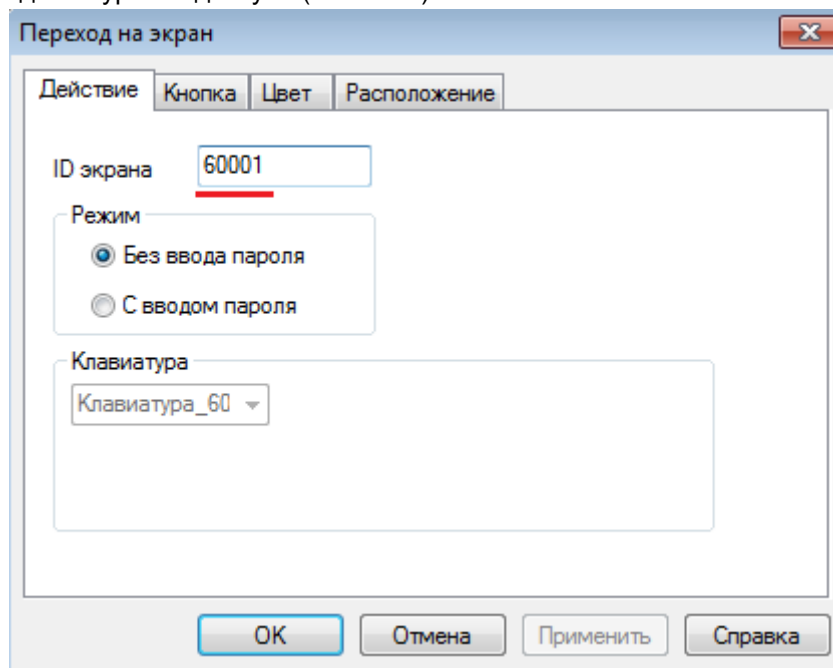 Переход на экран
Действие Кнопка Цвет Расположение
ID экрана 60001
Режим
Без ввода пароля
С вводом пароля
Клавиатура
Клавиатура_60
ОК Отмена Применить Справка